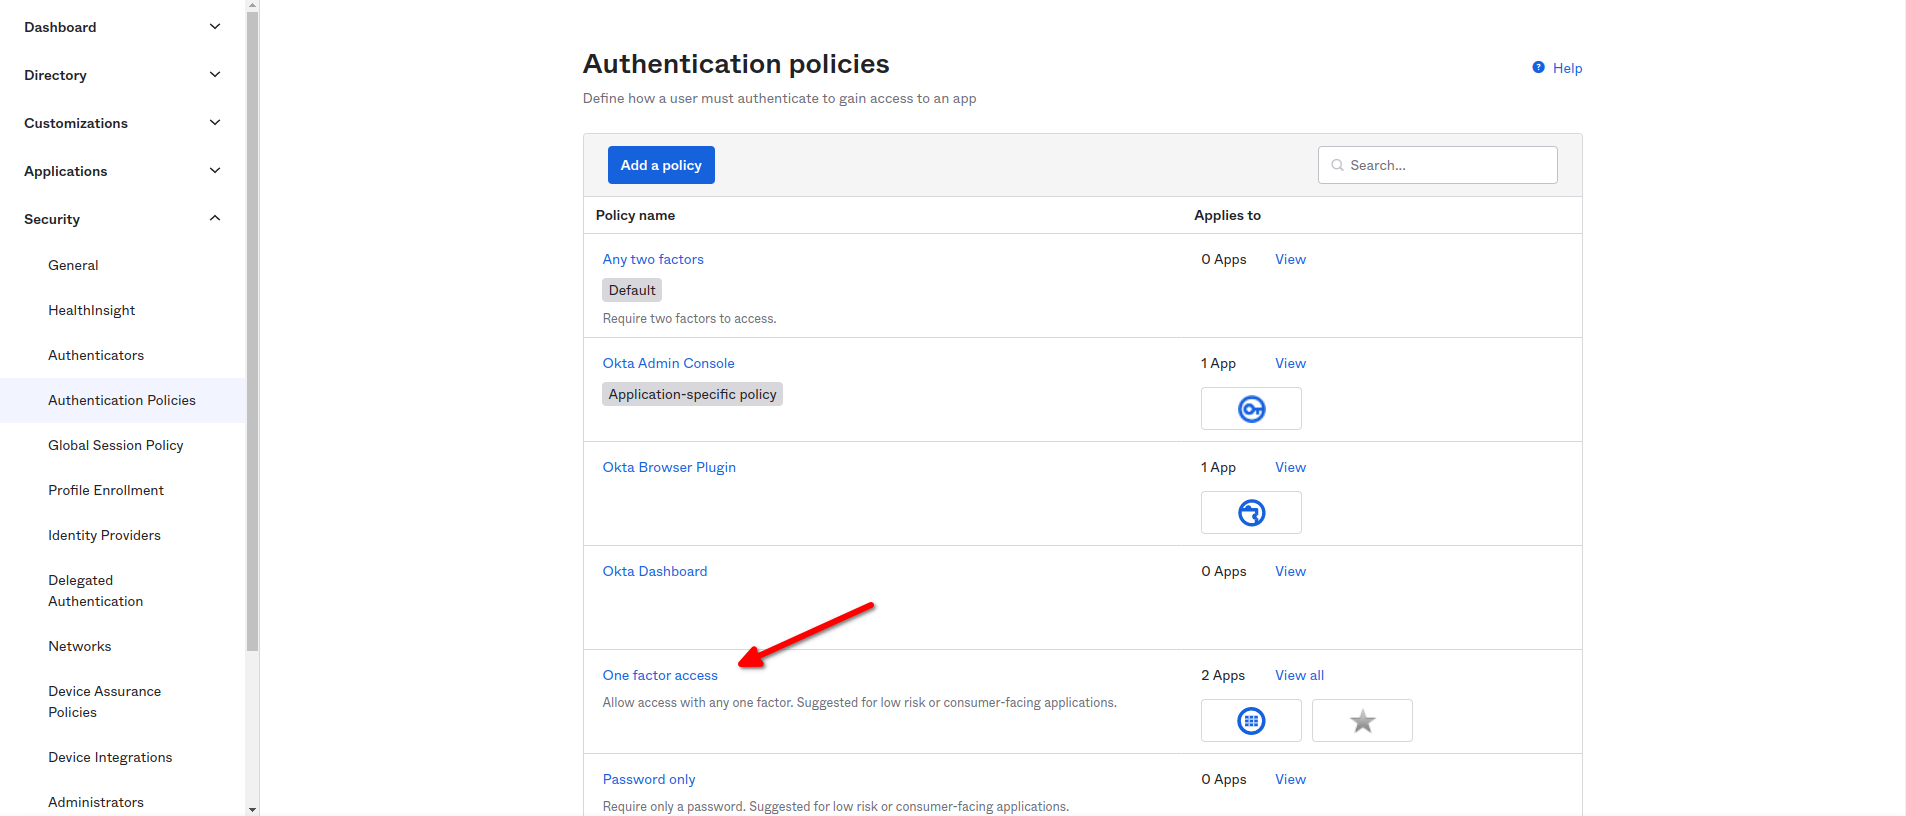 Dashboard
Directory
Customizations
Applications
Security
General
HealthInsight
Authenticators
Authentication Policies
Global Session Policy
Profile Enrollment
Identity Providers
Delegated
Authentication
Networks
Device Assurance
Policies
Device Integrations
Administrators
Authentication policies
Help
Define how a user must authenticate to gain access to an app
Add a policy
Search...
Policy name Applies to
Any two factors 0 Apps View
Default
Require two factors to access.
Okta Admin Console 1 App View
Application-specific policy
Okta Browser Plugin 1 App View
Okta Dashboard 0 Apps View
One factor access 2 Apps View all
Allow access with any one factor. Suggested for low risk or consumer-facing applications.
Password only 0 Apps View
Require only a password. Suggested for low risk or consumer-facing applications.